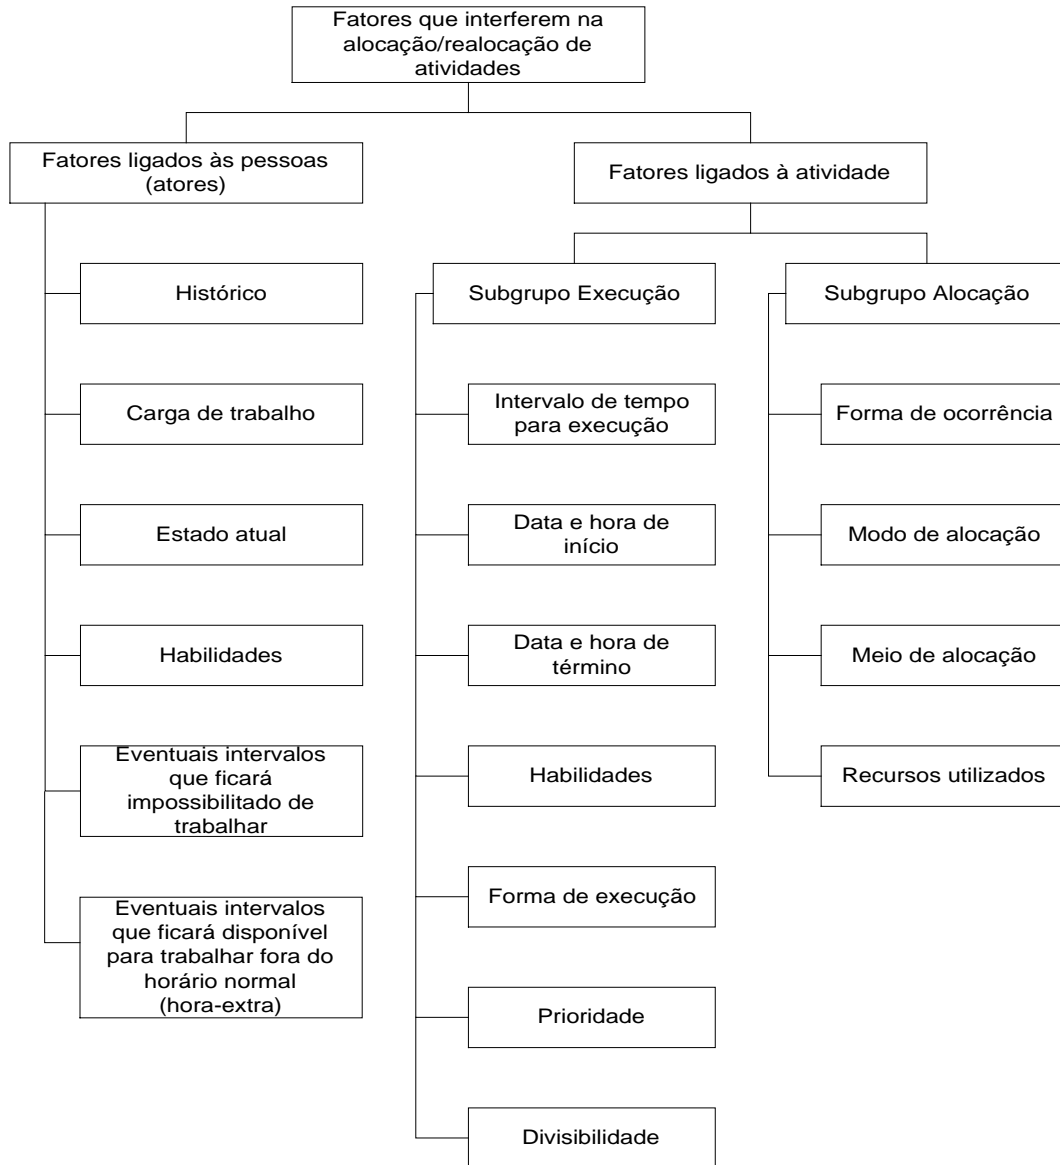 Fatores que interferem na
alocação/realocação de
atividades
Fatores ligados às pessoas
(atores)
Fatores ligados à atividade
Histórico
Carga de trabalho
Estado atual
Habilidades
Eventuais intervalos
que ficará
impossibilitado de
trabalhar
Eventuais intervalos
que ficará disponível
para trabalhar fora do
horário normal
(hora-extra)
Subgrupo Execução
Intervalo de tempo
para execução
Data e hora de
início
Data e hora de
término
Habilidades
Forma de execução
Prioridade
Divisibilidade
Subgrupo Alocação
Forma de ocorrência
Modo de alocação
Meio de alocação
Recursos utilizados